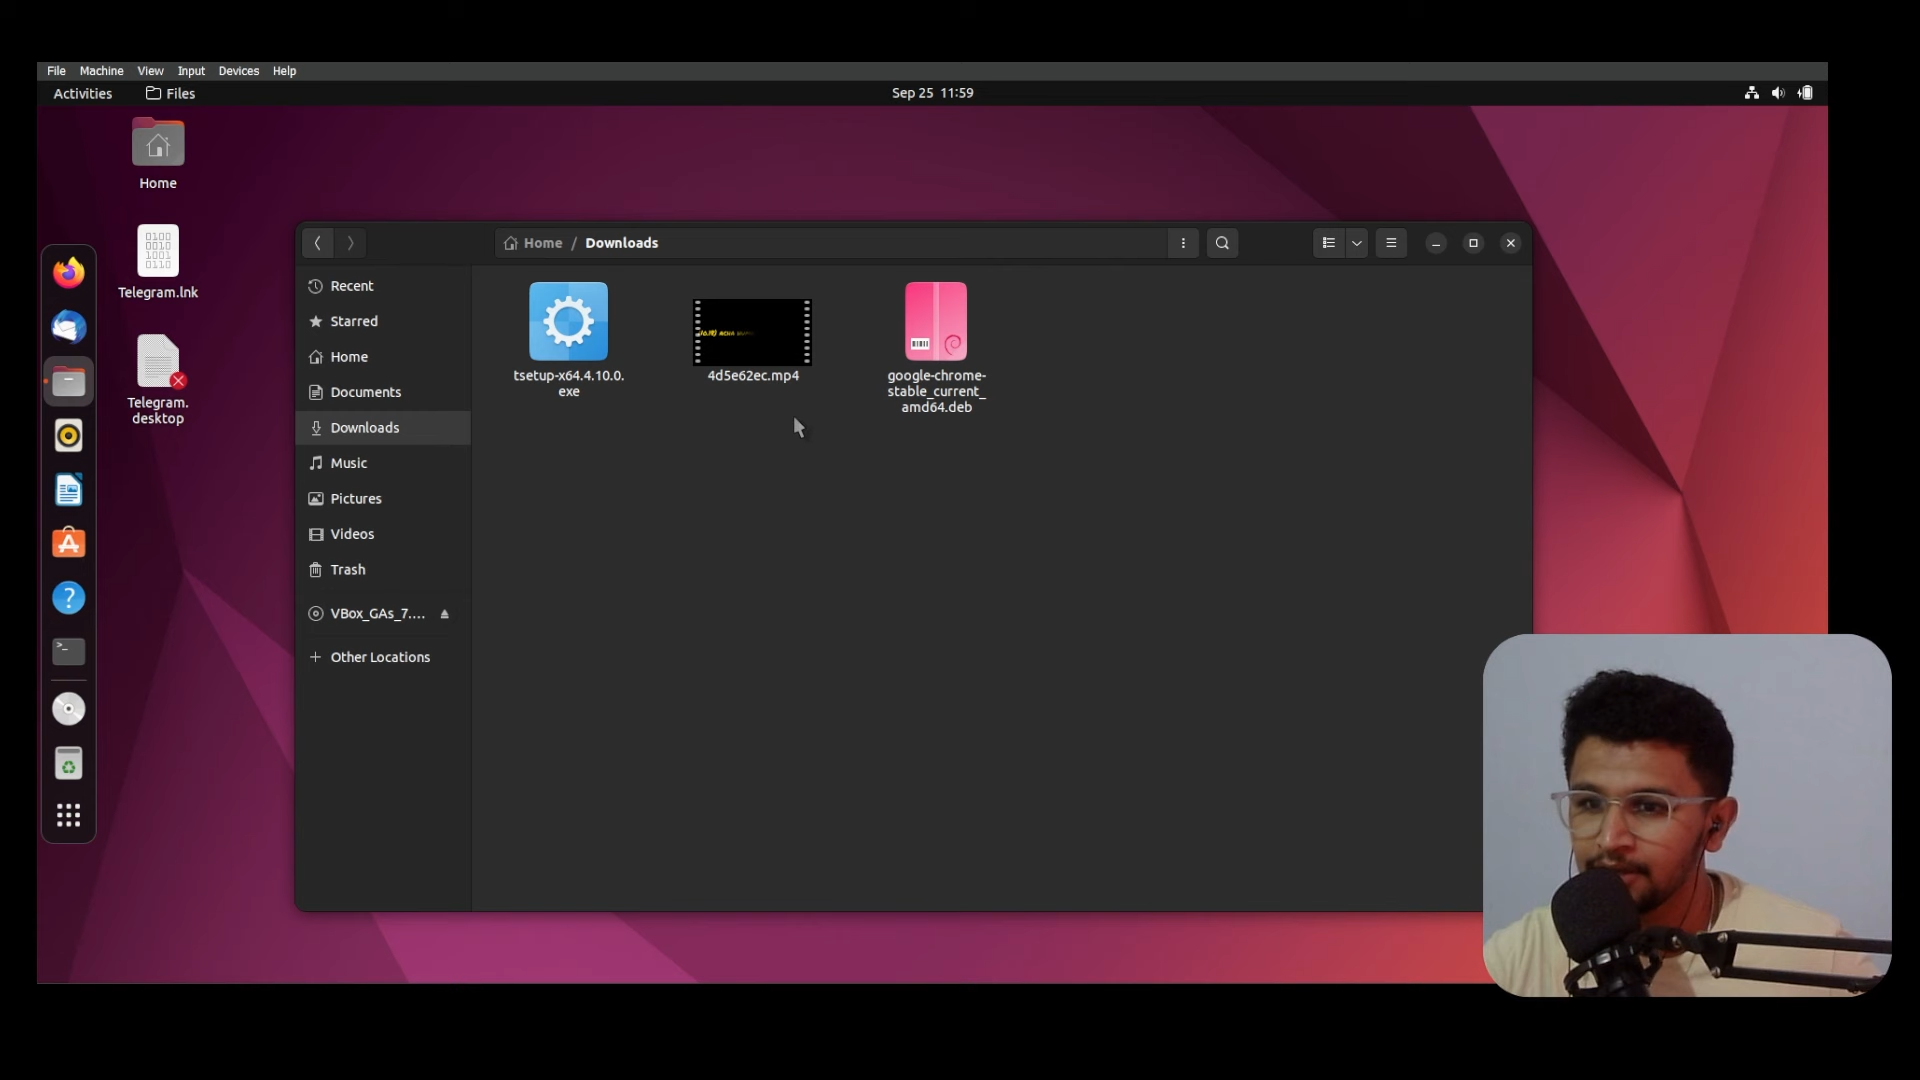 File Machine View Input Devices Help
Activities Files Sep 25 11:59
Home
Telegram.lnk
Telegram.
desktop
Home / Downloads
Recent
Starred
Home
Documents
Downloads
Music
Pictures
Videos
Trash
VBox_GAs_7....
Other Locations
tsetup-x64.4.10.0.
exe
4d5e62ec.mp4
google-chrome-
stable_current_
amd64.deb